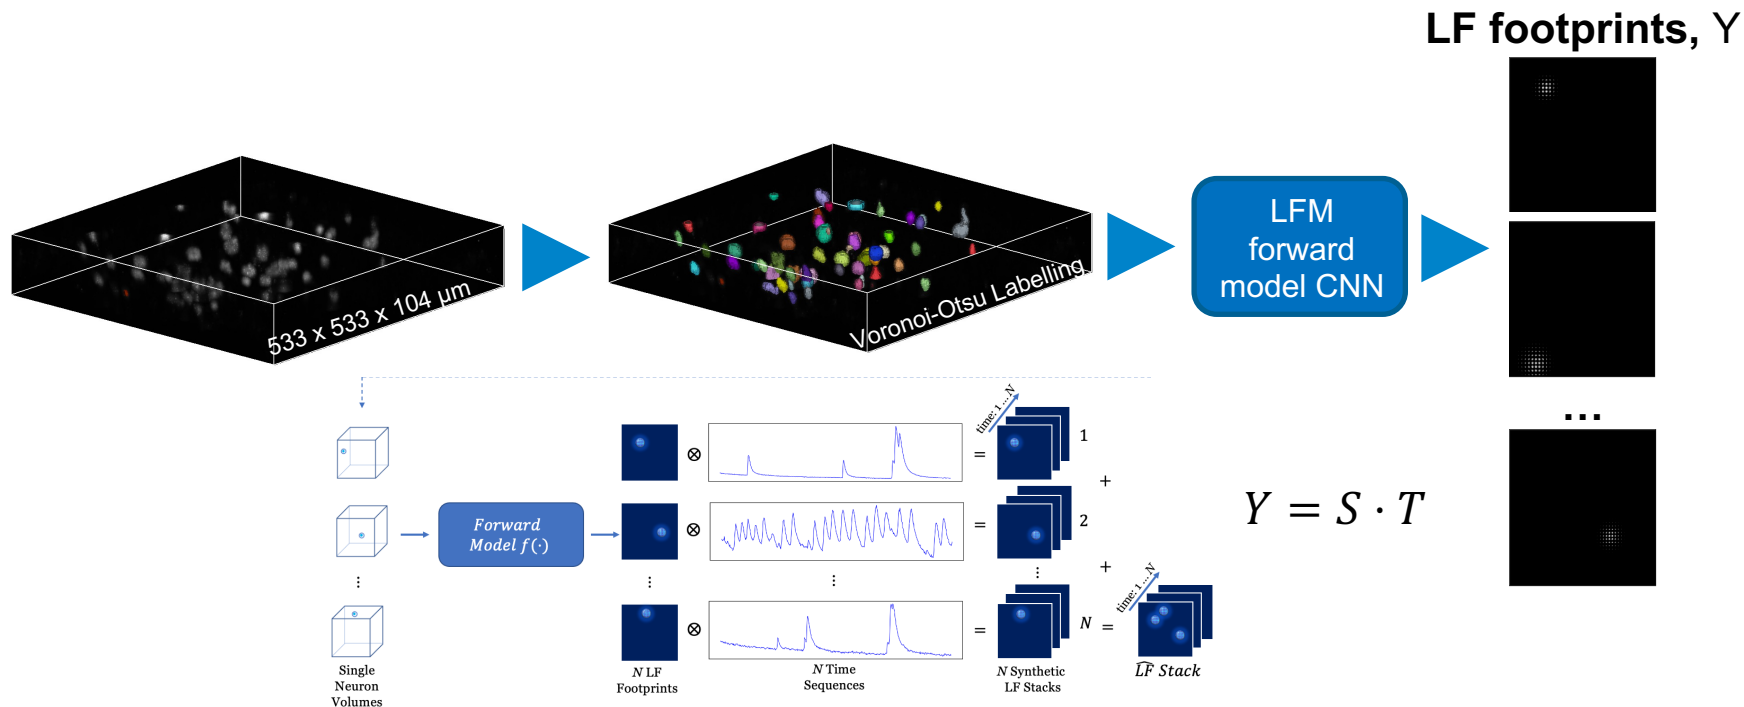 LF footprints, Y
533 x 533 x 104 µm
Voronoi-Otsu Labelling
LFM
forward
model CNN
...
time: 1 ... N
⊗
=
1
+
Forward
Model f(·)
⊗
=
2
Y = S · T
+
⋮
⋮
⋮
⋮
time: 1 ... N
⊗
=
N
=
Single
Neuron
Volumes
N LF
Footprints
N Time
Sequences
N Synthetic
LF Stacks
L͡F Stack